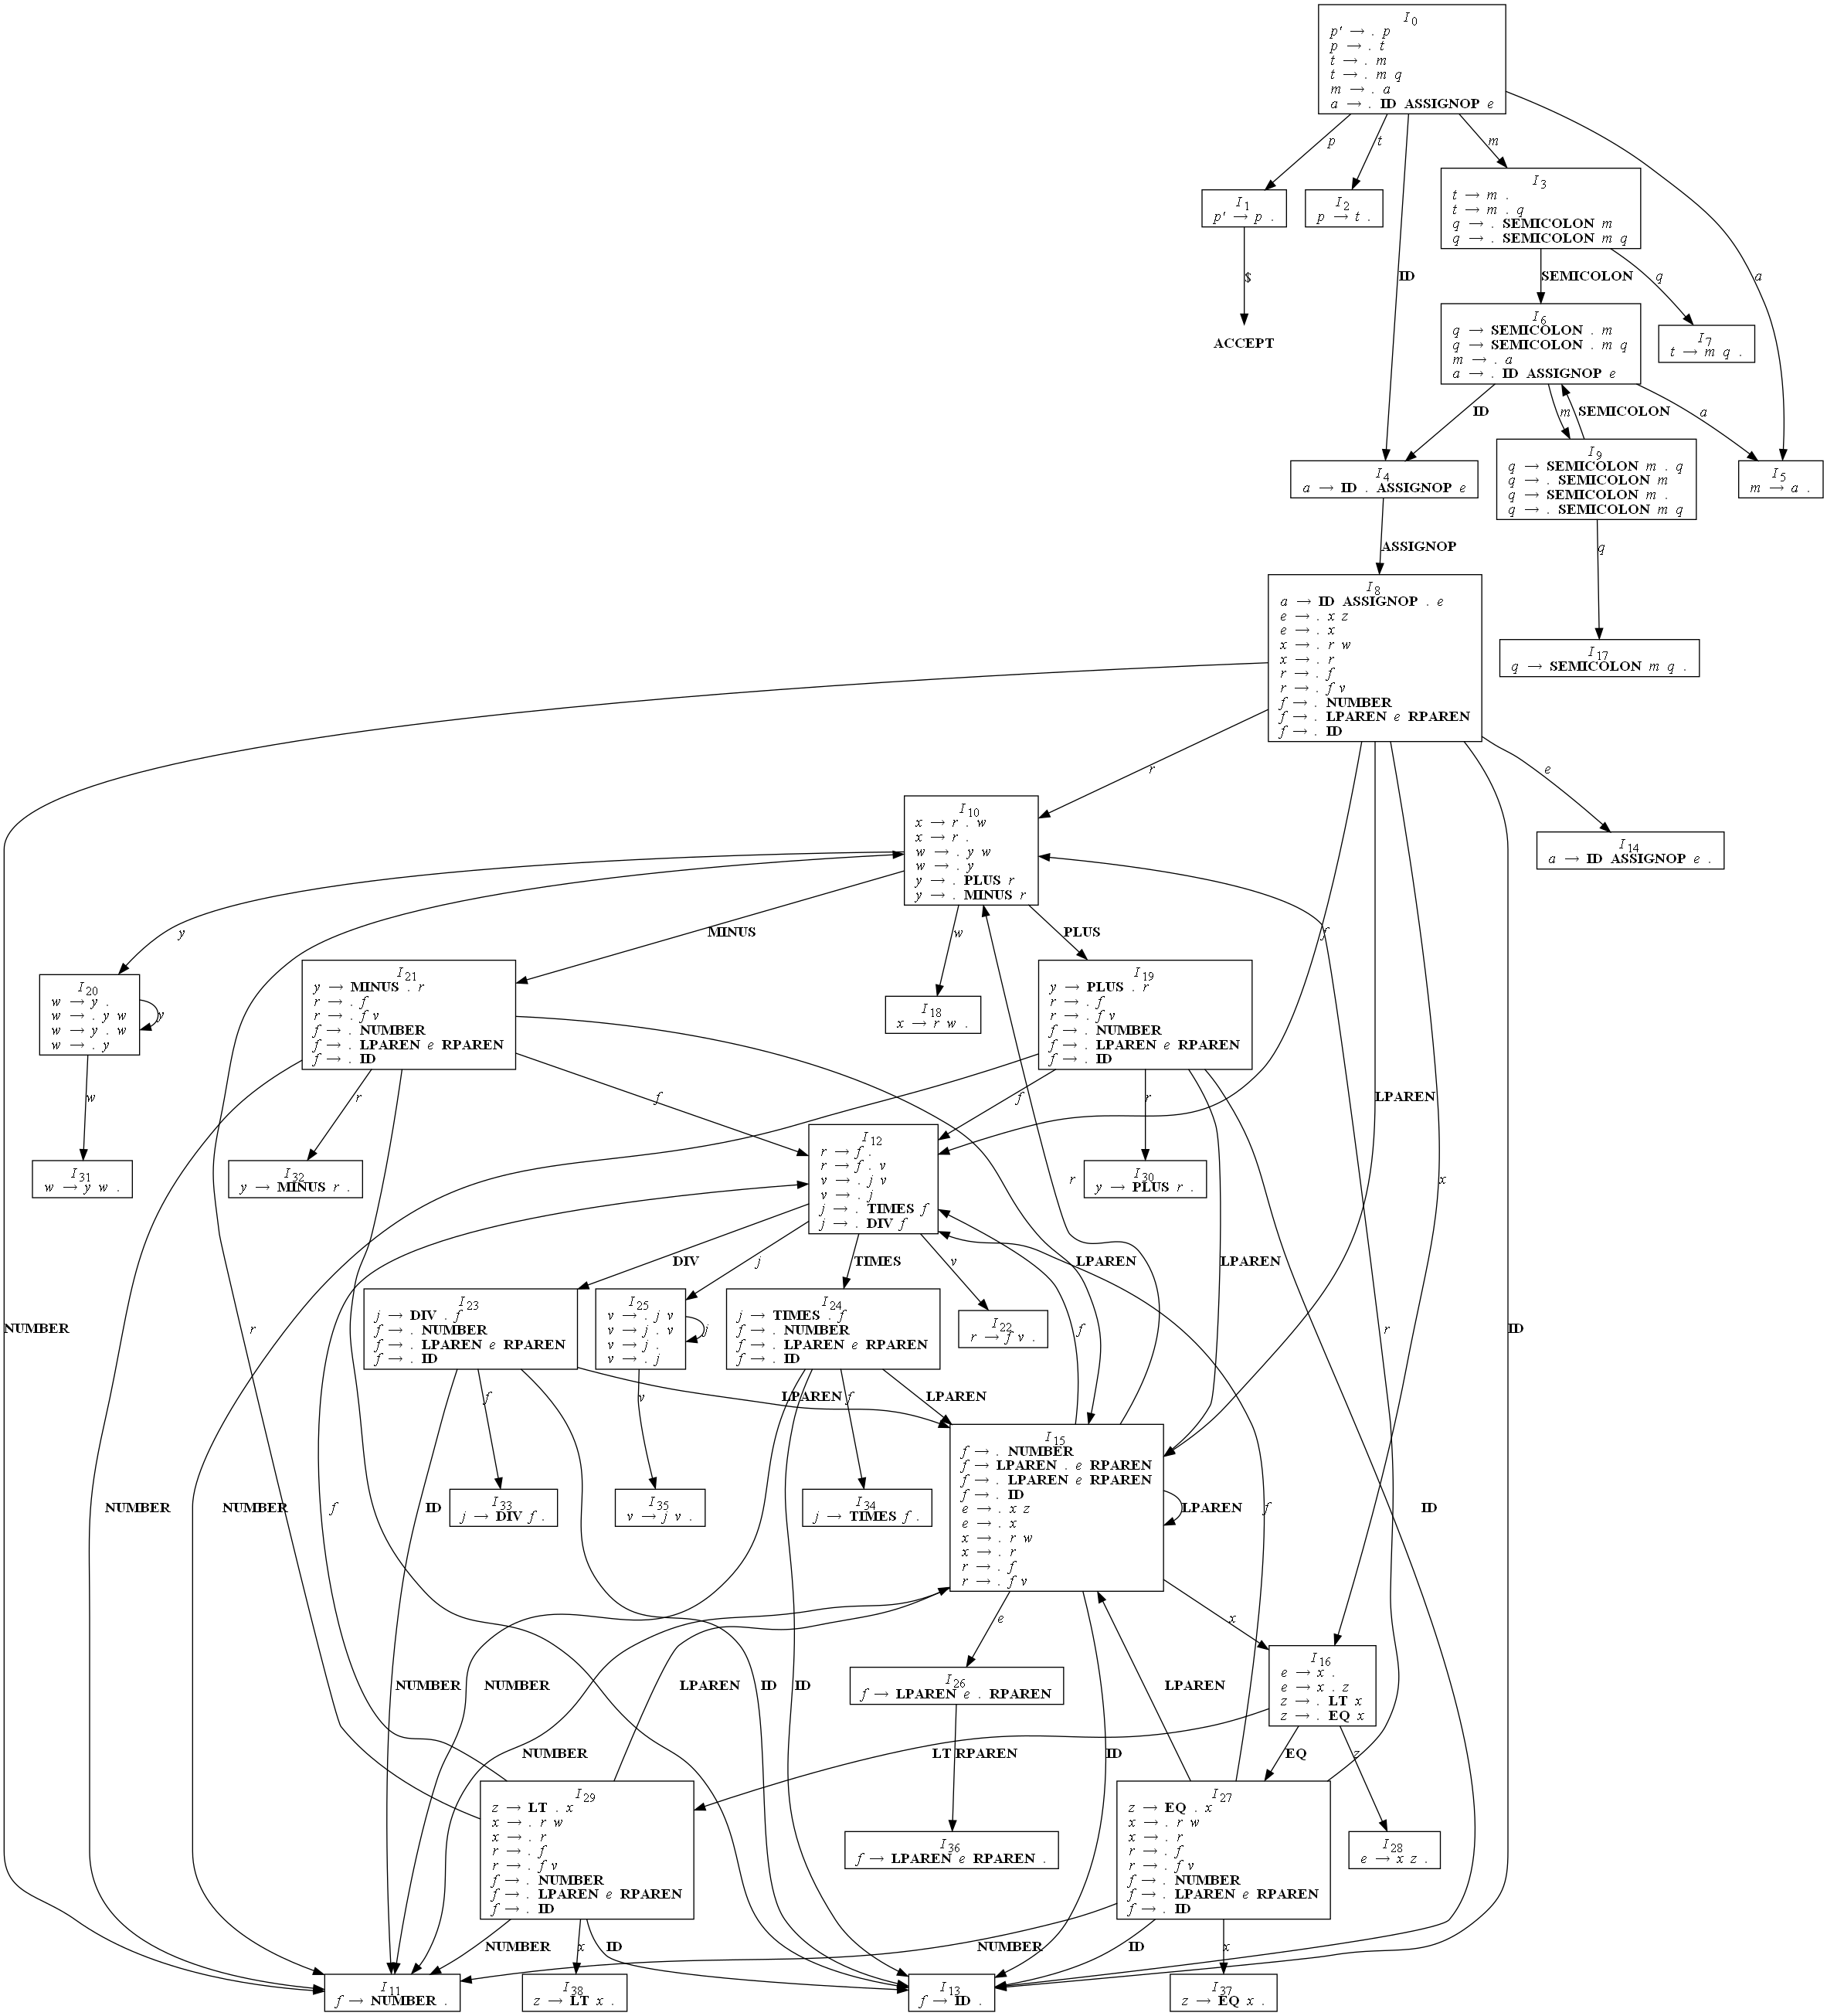 I0
p' → . p
p → . t
t → . m
t → . m q
m → . a
a → . ID ASSIGNOP e
p
t
m
I3
t → m .
t → m . q
q → . SEMICOLON m
q → . SEMICOLON m q
I1
p' → p .
I2
p → t .
$
ID
SEMICOLON
q
a
I6
q → SEMICOLON . m
q → SEMICOLON . m q
m → . a
a → . ID ASSIGNOP e
I7
t → m q .
ACCEPT
ID
m
SEMICOLON
a
I9
q → SEMICOLON m . q
q → . SEMICOLON m
q → SEMICOLON m .
q → . SEMICOLON m q
I4
a → ID . ASSIGNOP e
I5
m → a .
ASSIGNOP
q
I8
a → ID ASSIGNOP . e
e → . x z
e → . x
x → . r w
x → . r
r → . f
r → . f v
f → . NUMBER
f → . LPAREN e RPAREN
f → . ID
I17
q → SEMICOLON m q .
r
e
I10
x → r . w
x → r .
w → . y w
w → . y
y → . PLUS r
y → . MINUS r
I14
a → ID ASSIGNOP e .
y
MINUS
w
PLUS
f
I20
w → y .
w → . y w
w → y . w
w → . y
y
I21
y → MINUS . r
r → . f
r → . f v
f → . NUMBER
f → . LPAREN e RPAREN
f → . ID
I18
x → r w .
I19
y → PLUS . r
r → . f
r → . f v
f → . NUMBER
f → . LPAREN e RPAREN
f → . ID
w
r
f
f
r
LPAREN
I31
w → y w .
I32
y → MINUS r .
I12
r → f .
r → f . v
v → . j v
v → . j
j → . TIMES f
j → . DIV f
I30
y → PLUS r .
r
x
DIV
j
TIMES
v
LPAREN
LPAREN
I23
j → DIV . f
f → . NUMBER
f → . LPAREN e RPAREN
f → . ID
I25
v → . j v
v → j . v
v → j .
v → . j
j
I24
j → TIMES . f
f → . NUMBER
f → . LPAREN e RPAREN
f → . ID
I22
r → f v .
NUMBER
r
f
r
ID
f
LPAREN
v
f
LPAREN
I15
f → . NUMBER
f → LPAREN . e RPAREN
f → . LPAREN e RPAREN
f → . ID
e → . x z
e → . x
x → . r w
x → . r
r → . f
r → . f v
LPAREN
I33
j → DIV f .
I35
v → j v .
I34
j → TIMES f .
NUMBER
NUMBER
f
ID
f
ID
e
x
I16
e → x .
e → x . z
z → . LT x
z → . EQ x
I26
f → LPAREN e . RPAREN
NUMBER
NUMBER
LPAREN
ID
ID
LPAREN
NUMBER
LT
RPAREN
ID
EQ
z
I29
z → LT . x
x → . r w
x → . r
r → . f
r → . f v
f → . NUMBER
f → . LPAREN e RPAREN
f → . ID
I27
z → EQ . x
x → . r w
x → . r
r → . f
r → . f v
f → . NUMBER
f → . LPAREN e RPAREN
f → . ID
I36
f → LPAREN e RPAREN .
I28
e → x z .
NUMBER
x
ID
NUMBER
ID
x
I11
f → NUMBER .
I38
z → LT x .
I13
f → ID .
I37
z → EQ x .